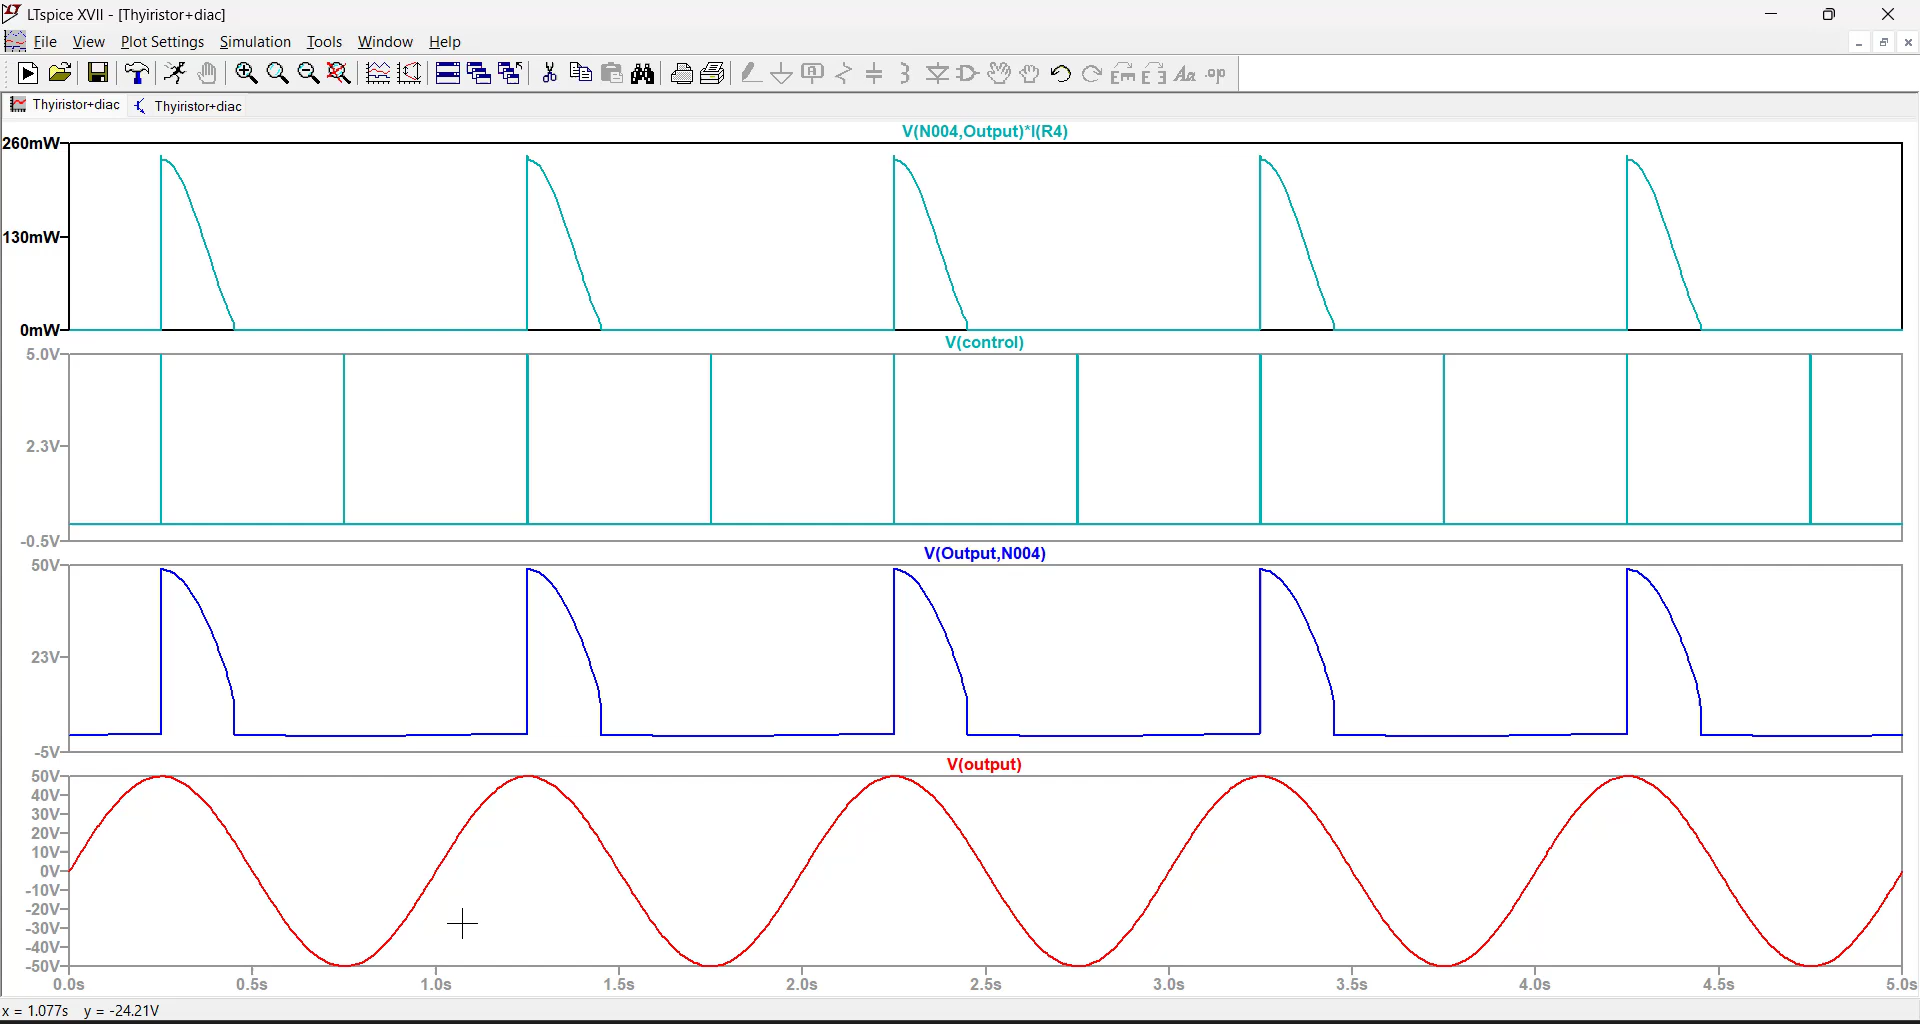 LTspice XVII - [Thyiristor+diac]
File View Plot Settings Simulation Tools Window Help
Thyiristor+diac Thyiristor+diac
V(N004,Output)*I(R4)
260mW
130mW
0mW
V(control)
5.0V
2.3V
-0.5V
V(Output,N004)
50V
23V
-5V
V(output)
50V
40V
30V
20V
10V
0V
-10V
-20V
-30V
-40V
-50V
0.0s 0.5s 1.0s 1.5s 2.0s 2.5s 3.0s 3.5s 4.0s 4.5s 5.0s
x = 1.077s y = -24.21V